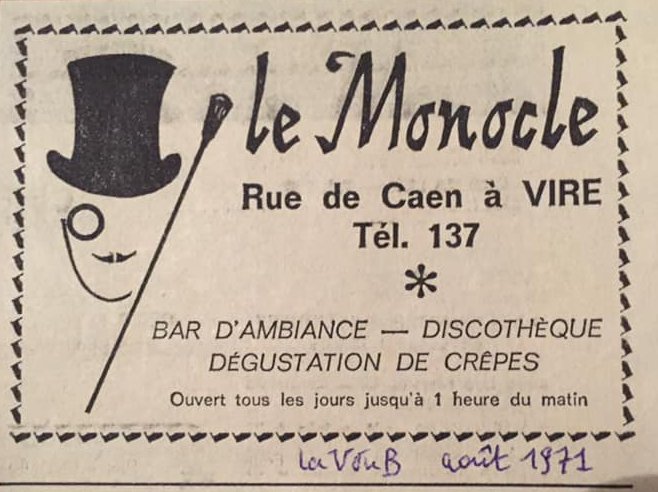 le Monocle
Rue de Caen à VIRE
Tél. 137
*
BAR D'AMBIANCE — DISCOTHÈQUE
DÉGUSTATION DE CRÊPES
Ouvert tous les jours jusqu'à 1 heure du matin
la V du B août 1971